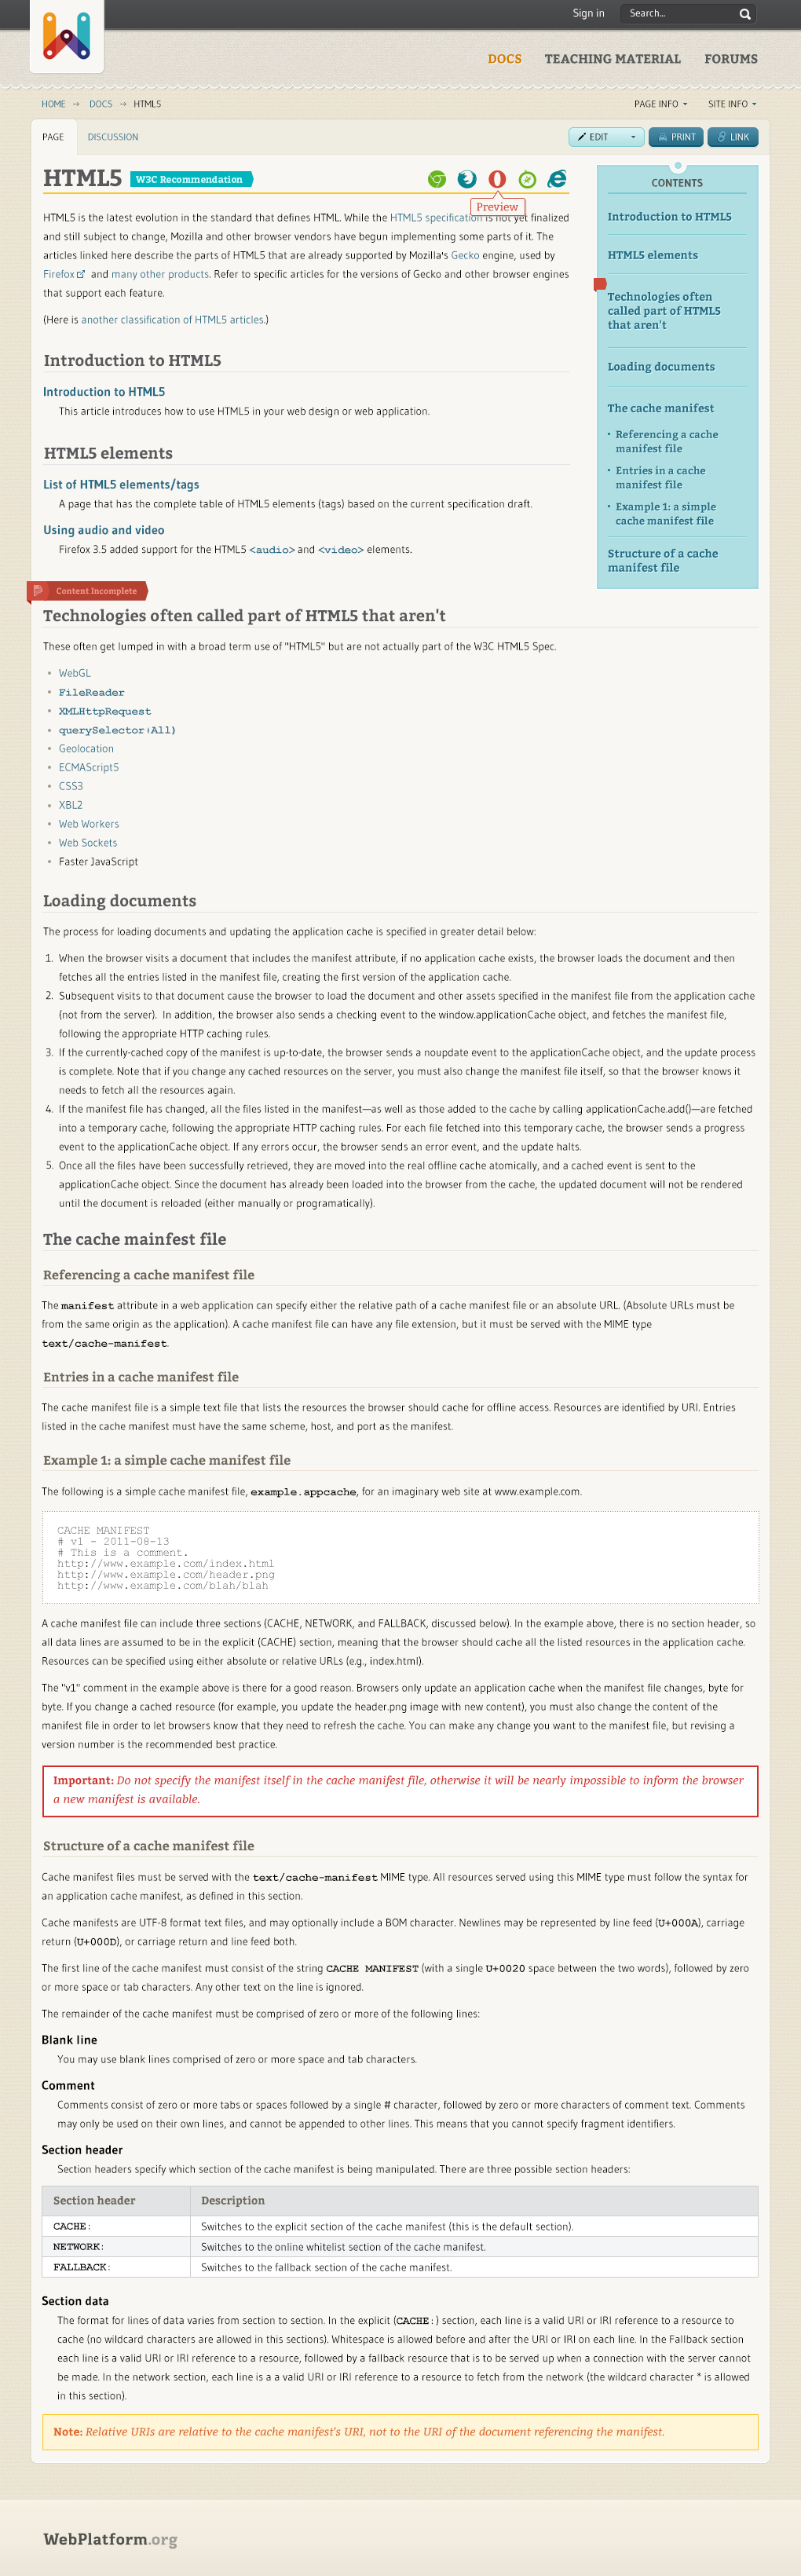 Sign in
Search...
DOCS TEACHING MATERIAL FORUMS
HOME → DOCS → HTML5
PAGE INFO SITE INFO
PAGE DISCUSSION
EDIT PRINT LINK
HTML5 W3C Recommendation
Preview
HTML5 is the latest evolution in the standard that defines HTML. While the HTML5 specification is not yet finalized
and still subject to change, Mozilla and other browser vendors have begun implementing some parts of it. The
articles linked here describe the parts of HTML5 that are already supported by Mozilla's Gecko engine, used by
Firefox and many other products. Refer to specific articles for the versions of Gecko and other browser engines
that support each feature.
(Here is another classification of HTML5 articles.)
CONTENTS
Introduction to HTML5
HTML5 elements
Technologies often
called part of HTML5
that aren't
Loading documents
The cache manifest
• Referencing a cache
manifest file
• Entries in a cache
manifest file
• Example 1: a simple
cache manifest file
Structure of a cache
manifest file
Introduction to HTML5
Introduction to HTML5
This article introduces how to use HTML5 in your web design or web application.
HTML5 elements
List of HTML5 elements/tags
A page that has the complete table of HTML5 elements (tags) based on the current specification draft.
Using audio and video
Firefox 3.5 added support for the HTML5 <audio> and <video> elements.
Content Incomplete
Technologies often called part of HTML5 that aren't
These often get lumped in with a broad term use of "HTML5" but are not actually part of the W3C HTML5 Spec.
• WebGL
• FileReader
• XMLHttpRequest
• querySelector(All)
• Geolocation
• ECMAScript5
• CSS3
• XBL2
• Web Workers
• Web Sockets
• Faster JavaScript
Loading documents
The process for loading documents and updating the application cache is specified in greater detail below:
1. When the browser visits a document that includes the manifest attribute, if no application cache exists, the browser loads the document and then
fetches all the entries listed in the manifest file, creating the first version of the application cache.
2. Subsequent visits to that document cause the browser to load the document and other assets specified in the manifest file from the application cache
(not from the server). In addition, the browser also sends a checking event to the window.applicationCache object, and fetches the manifest file,
following the appropriate HTTP caching rules.
3. If the currently-cached copy of the manifest is up-to-date, the browser sends a noupdate event to the applicationCache object, and the update process
is complete. Note that if you change any cached resources on the server, you must also change the manifest file itself, so that the browser knows it
needs to fetch all the resources again.
4. If the manifest file has changed, all the files listed in the manifest—as well as those added to the cache by calling applicationCache.add()—are fetched
into a temporary cache, following the appropriate HTTP caching rules. For each file fetched into this temporary cache, the browser sends a progress
event to the applicationCache object. If any errors occur, the browser sends an error event, and the update halts.
5. Once all the files have been successfully retrieved, they are moved into the real offline cache atomically, and a cached event is sent to the
applicationCache object. Since the document has already been loaded into the browser from the cache, the updated document will not be rendered
until the document is reloaded (either manually or programatically).
The cache mainfest file
Referencing a cache manifest file
The manifest attribute in a web application can specify either the relative path of a cache manifest file or an absolute URL. (Absolute URLs must be
from the same origin as the application). A cache manifest file can have any file extension, but it must be served with the MIME type
text/cache-manifest.
Entries in a cache manifest file
The cache manifest file is a simple text file that lists the resources the browser should cache for offline access. Resources are identified by URI. Entries
listed in the cache manifest must have the same scheme, host, and port as the manifest.
Example 1: a simple cache manifest file
The following is a simple cache manifest file, example.appcache, for an imaginary web site at www.example.com.
CACHE MANIFEST
# v1 - 2011-08-13
# This is a comment.
http://www.example.com/index.html
http://www.example.com/header.png
http://www.example.com/blah/blah
A cache manifest file can include three sections (CACHE, NETWORK, and FALLBACK, discussed below). In the example above, there is no section header, so
all data lines are assumed to be in the explicit (CACHE) section, meaning that the browser should cache all the listed resources in the application cache.
Resources can be specified using either absolute or relative URLs (e.g., index.html).
The "v1" comment in the example above is there for a good reason. Browsers only update an application cache when the manifest file changes, byte for
byte. If you change a cached resource (for example, you update the header.png image with new content), you must also change the content of the
manifest file in order to let browsers know that they need to refresh the cache. You can make any change you want to the manifest file, but revising a
version number is the recommended best practice.
Important: Do not specify the manifest itself in the cache manifest file, otherwise it will be nearly impossible to inform the browser
a new manifest is available.
Structure of a cache manifest file
Cache manifest files must be served with the text/cache-manifest MIME type. All resources served using this MIME type must follow the syntax for
an application cache manifest, as defined in this section.
Cache manifests are UTF-8 format text files, and may optionally include a BOM character. Newlines may be represented by line feed (U+000A), carriage
return (U+000D), or carriage return and line feed both.
The first line of the cache manifest must consist of the string CACHE MANIFEST (with a single U+0020 space between the two words), followed by zero
or more space or tab characters. Any other text on the line is ignored.
The remainder of the cache manifest must be comprised of zero or more of the following lines:
Blank line
You may use blank lines comprised of zero or more space and tab characters.
Comment
Comments consist of zero or more tabs or spaces followed by a single # character, followed by zero or more characters of comment text. Comments
may only be used on their own lines, and cannot be appended to other lines. This means that you cannot specify fragment identifiers.
Section header
Section headers specify which section of the cache manifest is being manipulated. There are three possible section headers:
Section header Description
CACHE: Switches to the explicit section of the cache manifest (this is the default section).
NETWORK: Switches to the online whitelist section of the cache manifest.
FALLBACK: Switches to the fallback section of the cache manifest.
Section data
The format for lines of data varies from section to section. In the explicit (CACHE:) section, each line is a valid URI or IRI reference to a resource to
cache (no wildcard characters are allowed in this sections). Whitespace is allowed before and after the URI or IRI on each line. In the Fallback section
each line is a valid URI or IRI reference to a resource, followed by a fallback resource that is to be served up when a connection with the server cannot
be made. In the network section, each line is a a valid URI or IRI reference to a resource to fetch from the network (the wildcard character * is allowed
in this section).
Note: Relative URIs are relative to the cache manifest's URI, not to the URI of the document referencing the manifest.
WebPlatform.org